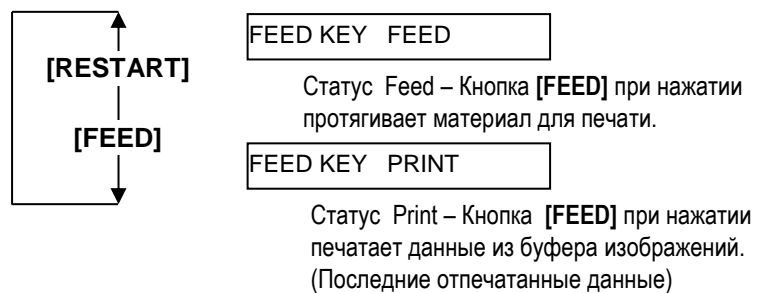 FEED KEY FEED
[RESTART]
Статус Feed – Кнопка [FEED] при нажатии
протягивает материал для печати.
[FEED]
FEED KEY PRINT
Статус Print – Кнопка [FEED] при нажатии
печатает данные из буфера изображений.
(Последние отпечатанные данные)